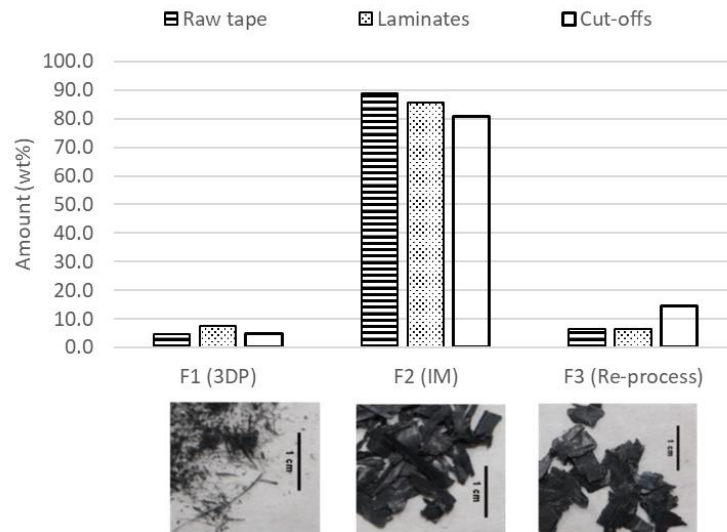 Raw tape Laminates Cut-offs
100.0
90.0
80.0
70.0
60.0
50.0
40.0
30.0
20.0
10.0
0.0
Amount (wt%)
F1 (3DP) F2 (IM) F3 (Re-process)
1 cm 1 cm 1 cm